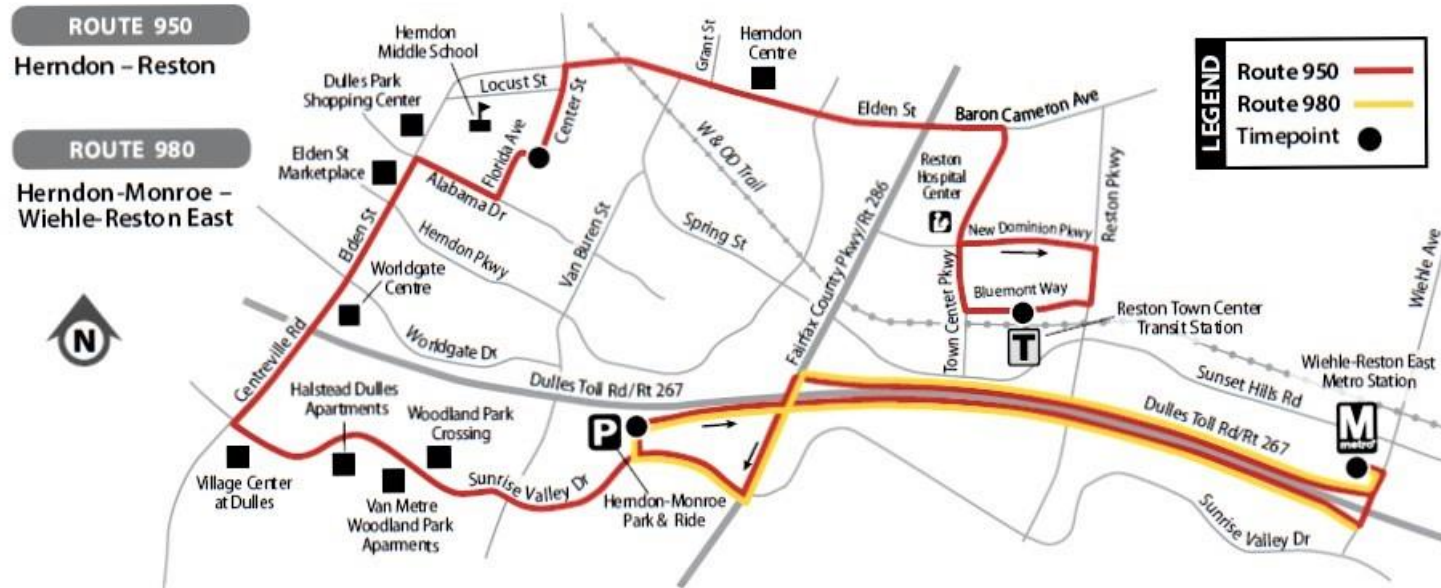 ROUTE 950
Herndon – Reston
ROUTE 980
Herndon-Monroe –
Wiehle-Reston East
N
Herndon
Middle School
Locust St
Dulles Park
Shopping Center
Elden St
Marketplace
Florida Ave
Center St
Alabama Dr
Elden St
Herndon Pkwy
Worldgate
Centre
Worldgate Dr
Centreville Rd
Van Buren St
Grant St
Herndon
Centre
W & OD Trail
Spring St
Elden St
Baron Cameron Ave
Fairfax County Pkwy/Rt 286
Reston
Hospital
Center
New Dominion Pkwy
Reston Pkwy
Town Center Pkwy
Bluemont Way
T
Reston Town Center
Transit Station
Wiehle Ave
Wiehle-Reston East
Metro Station
M
metro
Sunset Hills
Rd
Dulles Toll Rd/Rt 267
Dulles Toll Rd/Rt 267
Halstead Dulles
Apartments
Woodland Park
Crossing
P
Village Center
at Dulles
Van Metre
Woodland Park
Aparments
Sunrise Valley Dr
Herndon-Monroe
Park & Ride
Sunrise Valley Dr
LEGEND
Route 950
Route 980
Timepoint